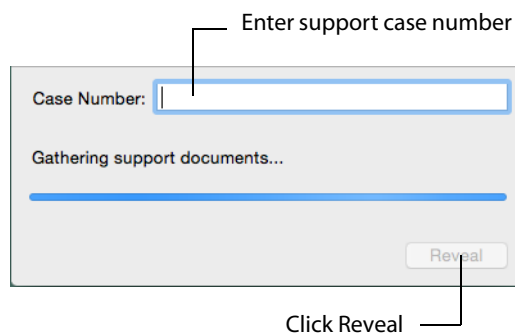 Enter support case number
Case Number:
Gathering support documents...
Reveal
Click Reveal